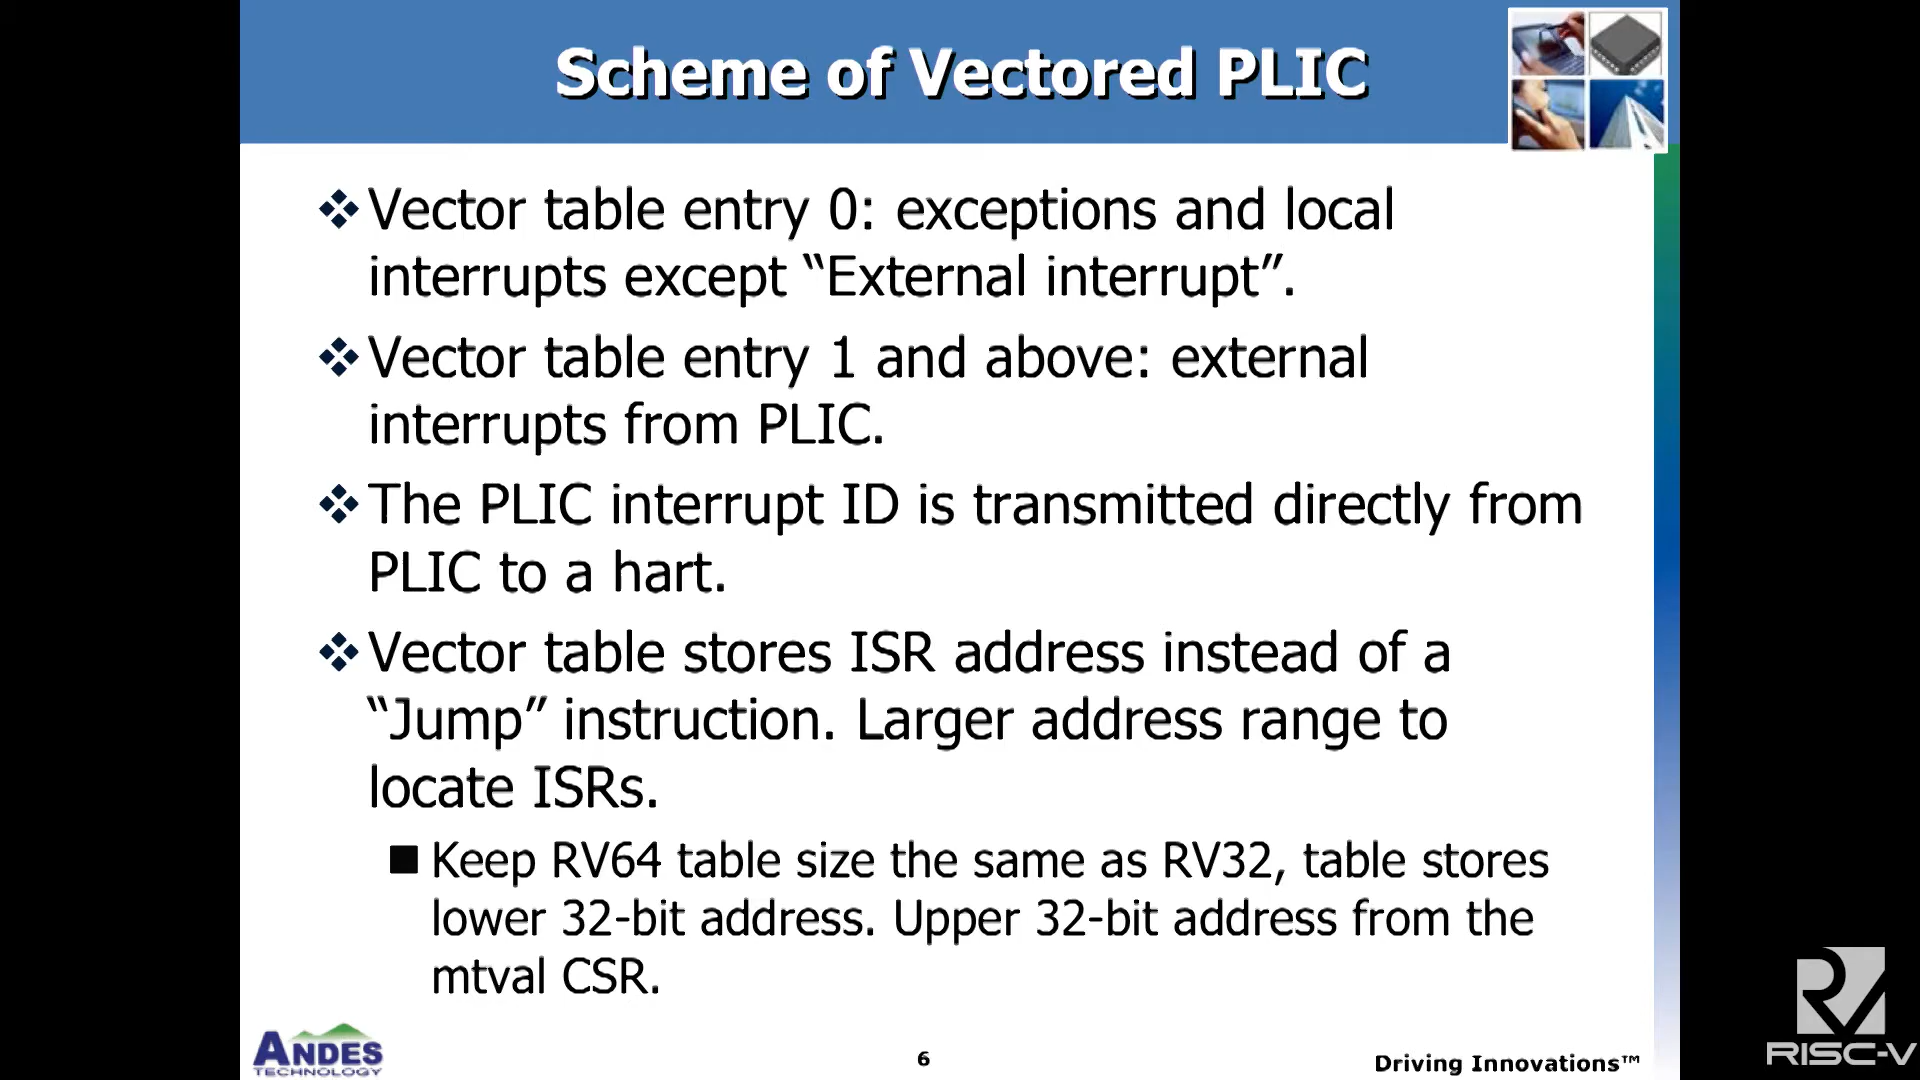 Scheme of Vectored PLIC
Vector table entry 0: exceptions and local
interrupts except “External interrupt”.
Vector table entry 1 and above: external
interrupts from PLIC.
The PLIC interrupt ID is transmitted directly from
PLIC to a hart.
Vector table stores ISR address instead of a
“Jump” instruction. Larger address range to
locate ISRs.
Keep RV64 table size the same as RV32, table stores
lower 32-bit address. Upper 32-bit address from the
mtval CSR.
ANDES
TECHNOLOGY
6
Driving Innovations™
RISC-V